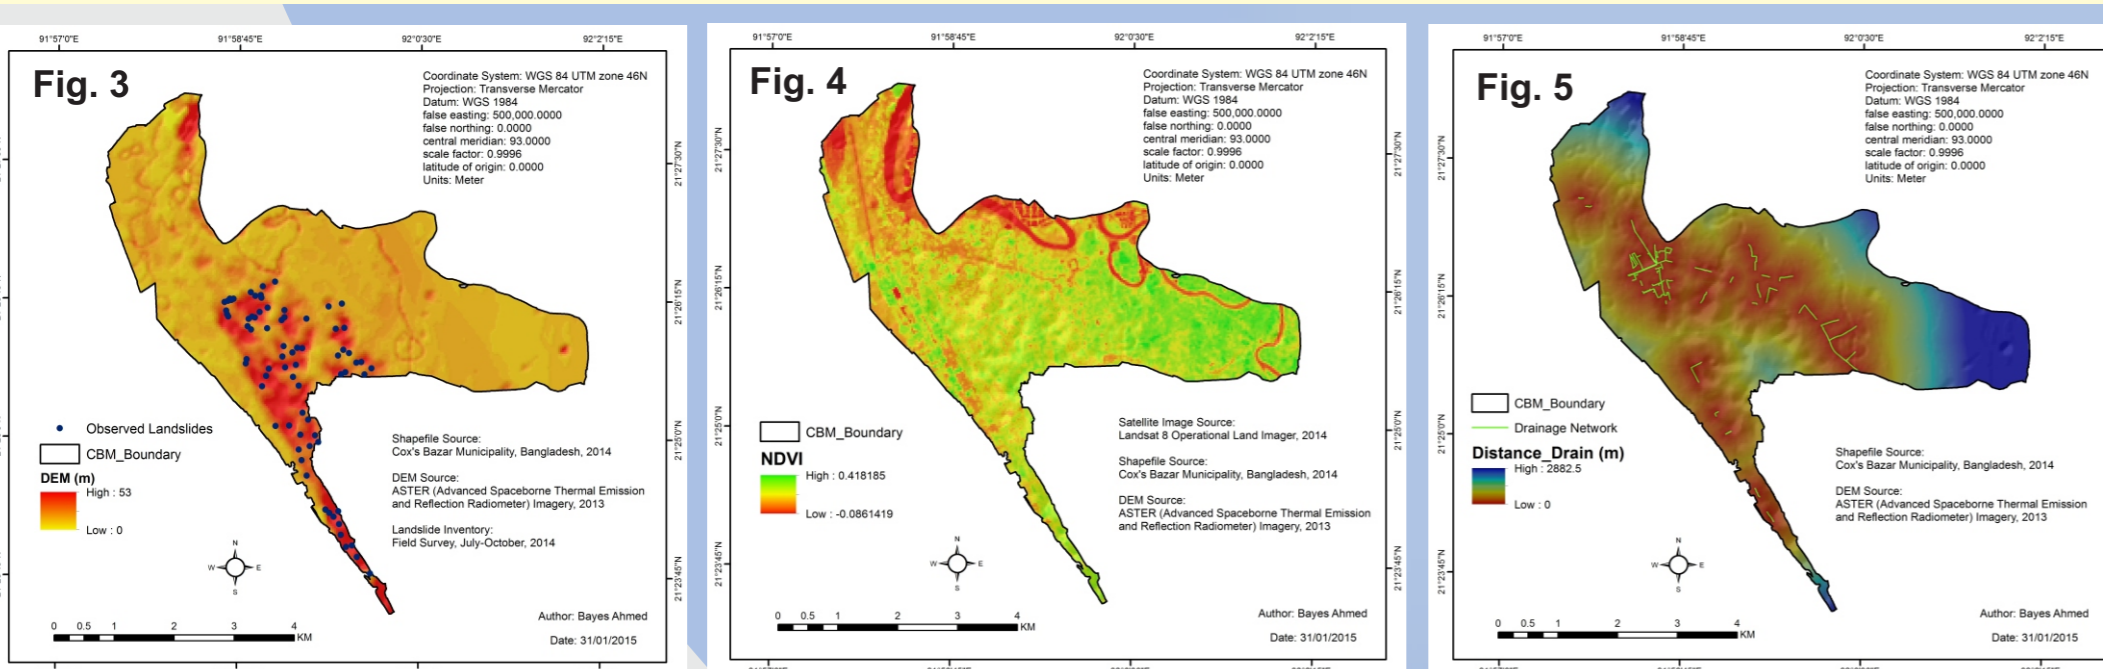 91°57'0"E 91°58'45"E 92°0'30"E 92°2'15"E
Fig. 3
Coordinate System: WGS 84 UTM zone 46N
Projection: Transverse Mercator
Datum: WGS 1984
false easting: 500,000.0000
false northing: 0.0000
central meridian: 93.0000
scale factor: 0.9996
latitude of origin: 0.0000
Units: Meter
21°27'30"N
21°26'15"N
21°25'0"N
21°23'45"N
Observed Landslides
CBM_Boundary
DEM (m)
High : 53
Low : 0
Shapefile Source:
Cox's Bazar Municipality, Bangladesh, 2014
DEM Source:
ASTER (Advanced Spaceborne Thermal Emission
and Reflection Radiometer) Imagery, 2013
Landslide Inventory:
Field Survey, July-October, 2014
N
W E
S
0 0.5 1 2 3 4
KM
Author: Bayes Ahmed
Date: 31/01/2015
91°57'0"E 91°58'45"E 92°0'30"E 92°2'15"E
Fig. 4
Coordinate System: WGS 84 UTM zone 46N
Projection: Transverse Mercator
Datum: WGS 1984
false easting: 500,000.0000
false northing: 0.0000
central meridian: 93.0000
scale factor: 0.9996
latitude of origin: 0.0000
Units: Meter
21°27'30"N 21°27'30"N
21°26'15"N 21°26'15"N
21°25'0"N 21°25'0"N
21°23'45"N 21°23'45"N
CBM_Boundary
NDVI
High : 0.418185
Low : -0.0861419
Satellite Image Source:
Landsat 8 Operational Land Imager, 2014
Shapefile Source:
Cox's Bazar Municipality, Bangladesh, 2014
DEM Source:
ASTER (Advanced Spaceborne Thermal Emission
and Reflection Radiometer) Imagery, 2013
N
W E
S
0 0.5 1 2 3 4
KM
Author: Bayes Ahmed
Date: 31/01/2015
91°57'0"E 91°58'45"E 92°0'30"E 92°2'15"E
Fig. 5
Coordinate System: WGS 84 UTM zone 46N
Projection: Transverse Mercator
Datum: WGS 1984
false easting: 500,000.0000
false northing: 0.0000
central meridian: 93.0000
scale factor: 0.9996
latitude of origin: 0.0000
Units: Meter
21°27'30"N
21°26'15"N
21°25'0"N
21°23'45"N
CBM_Boundary
Drainage Network
Distance_Drain (m)
High : 2882.5
Low : 0
Shapefile Source:
Cox's Bazar Municipality, Bangladesh, 2014
DEM Source:
ASTER (Advanced Spaceborne Thermal Emission
and Reflection Radiometer) Imagery, 2013
N
W E
S
0 0.5 1 2 3 4
KM
Author: Bayes Ahmed
Date: 31/01/2015